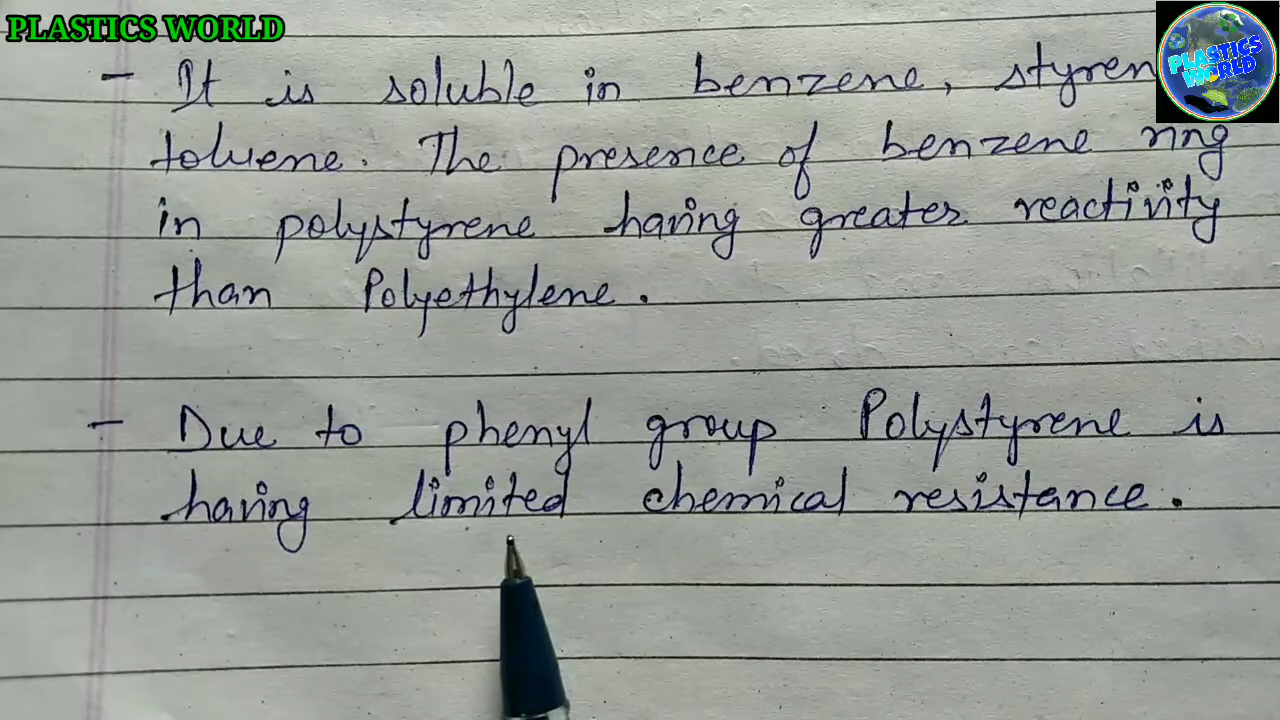 PLASTICS WORLD
PLASTICS
WORLD
- It is soluble in benzene,
toluene. The presence of benzene ring
in polystyrene having greater reactivity
than Polyethylene.
- Due to phenyl group Polystyrene is
having limited chemical resistance.